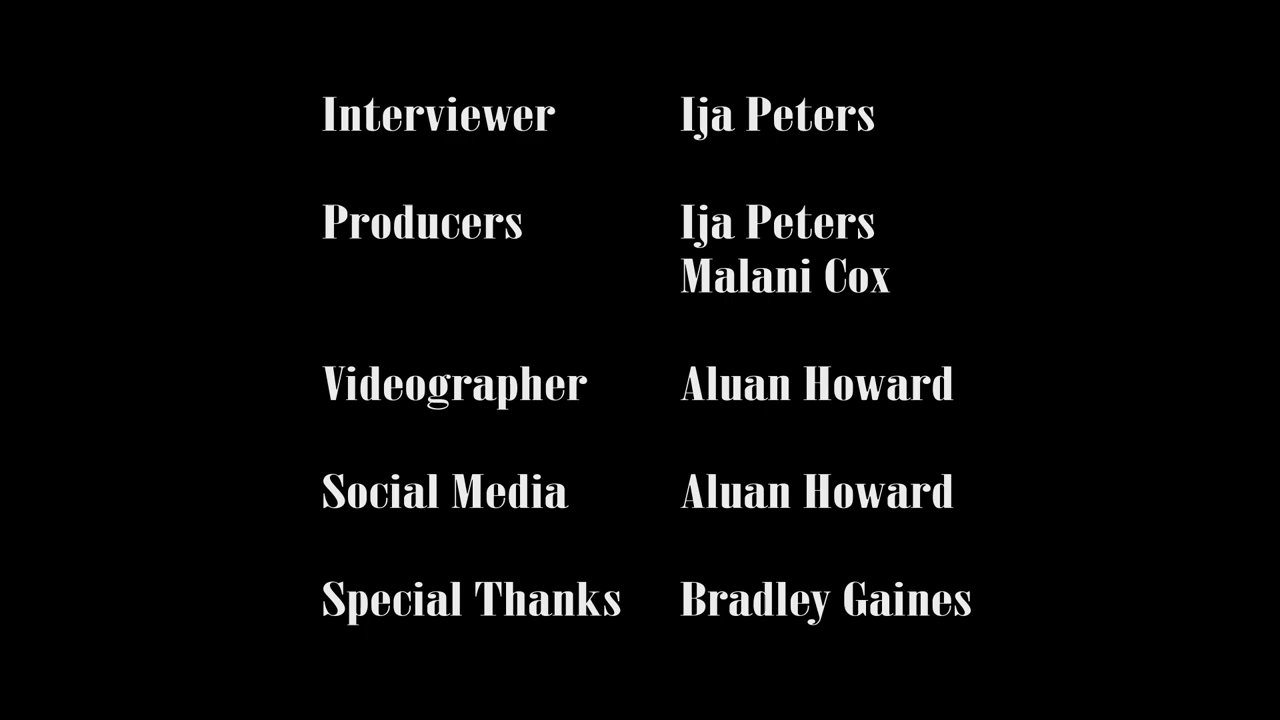 Interviewer Ija Peters
Producers Ija Peters
Malani Cox
Videographer Aluan Howard
Social Media Aluan Howard
Special Thanks Bradley Gaines